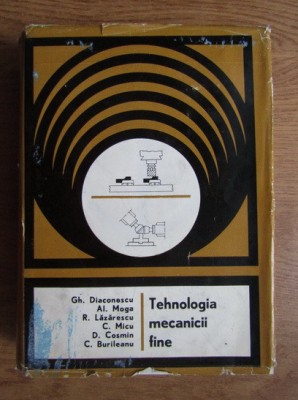 Gh. Diaconescu
Al. Moga
R. Lăzărescu
C. Micu
D. Cosmin
C. Burileanu
Tehnologia
mecanicii
fine